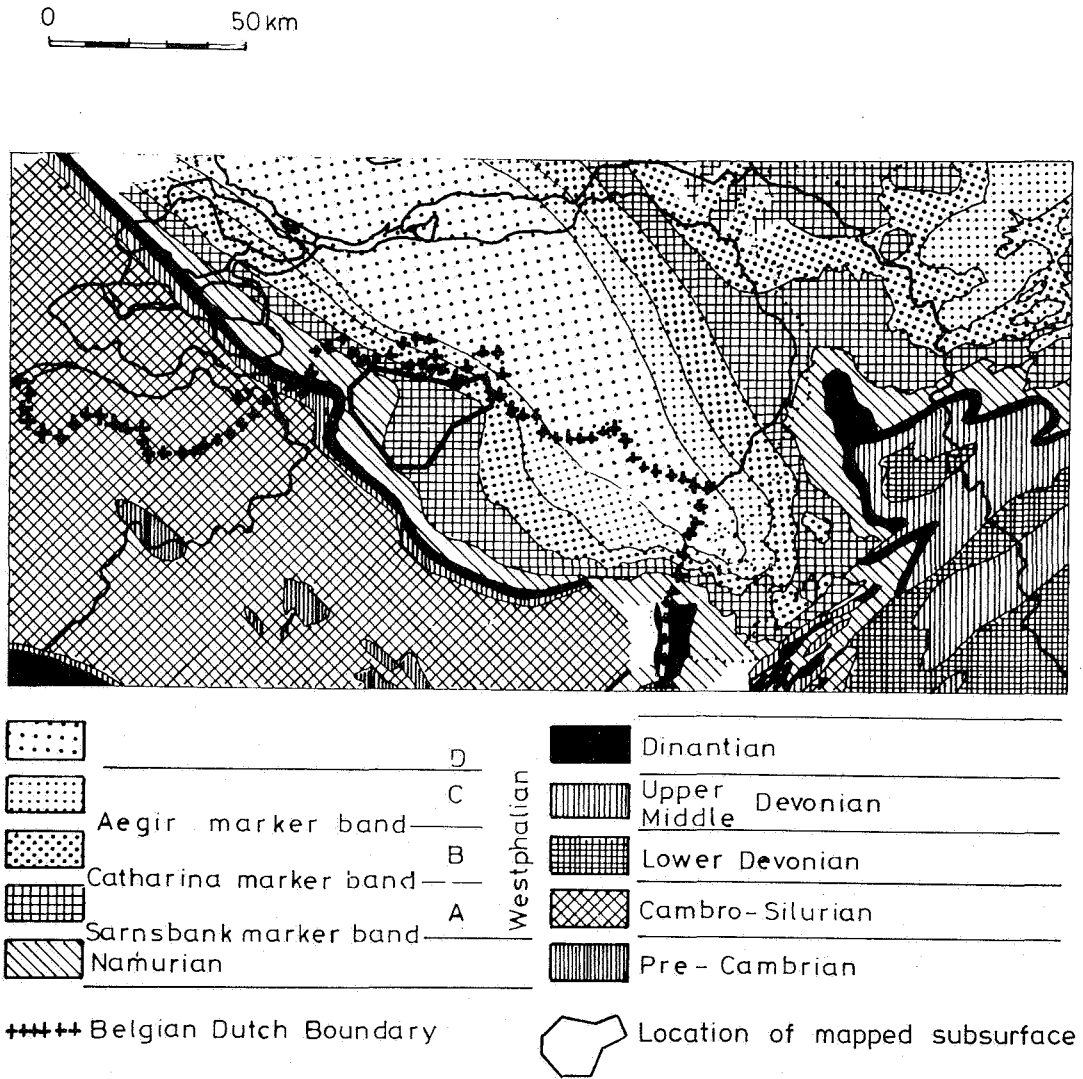 0 50 km
D
C
Aegir marker band
B
Catharina marker band
A
Sarnsbank marker band
Namurian
Westphalian
Dinantian
Upper
Middle Devonian
Lower Devonian
Cambro-Silurian
Pre-Cambrian
Belgian Dutch Boundary
Location of mapped subsurface